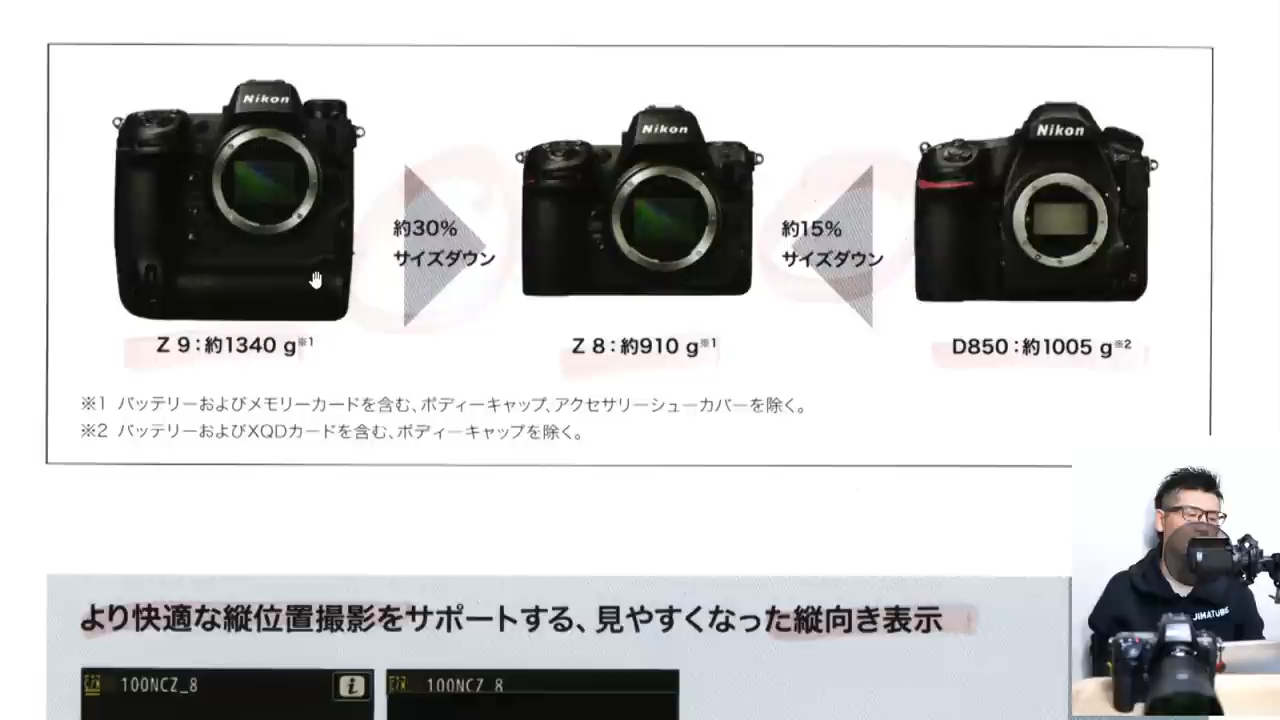 Nikon
Nikon
Nikon
約30%
サイズダウン
約15%
サイズダウン
Z 9：約1340 g※1
Z 8：約910 g※1
D850：約1005 g※2
※1 バッテリーおよびメモリーカードを含む、ボディーキャップ、アクセサリーシューカバーを除く。
※2 バッテリーおよびXQDカードを含む、ボディーキャップを除く。
より快適な縦位置撮影をサポートする、見やすくなった縦向き表示
100NCZ_8
i
100NCZ_8
JIMATUBE